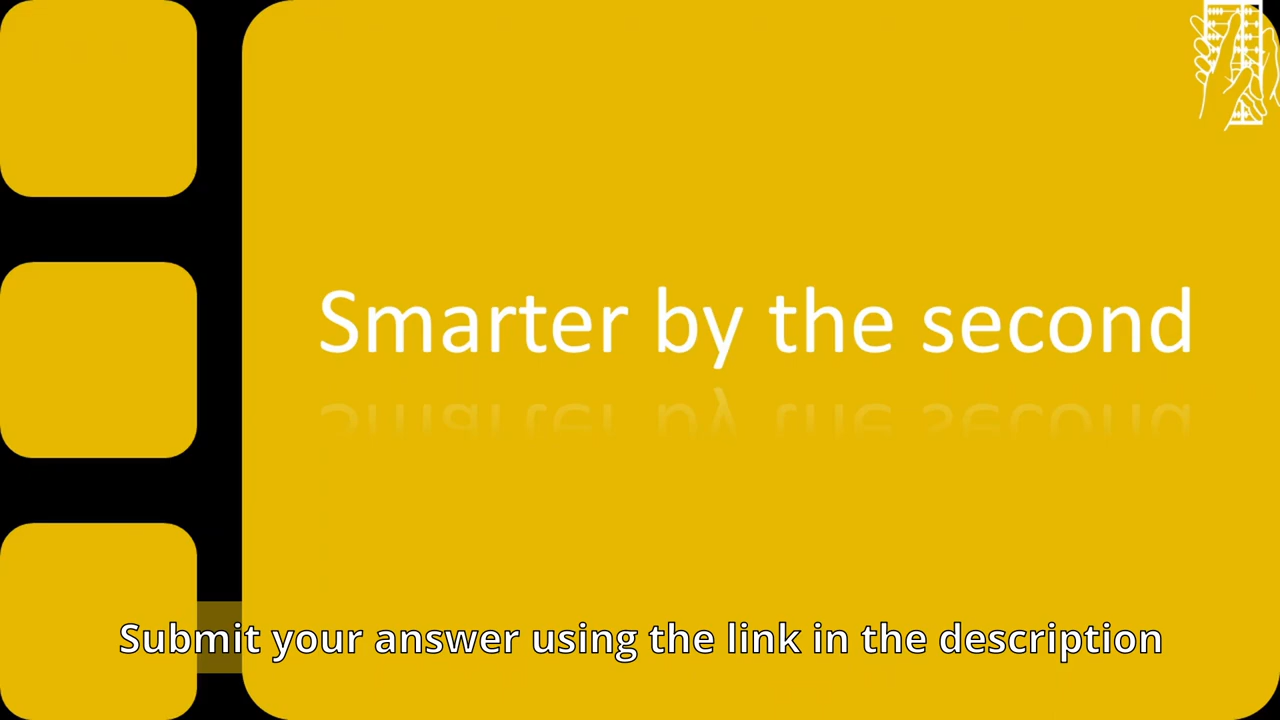 Smarter by the second
Submit your answer using the link in the description